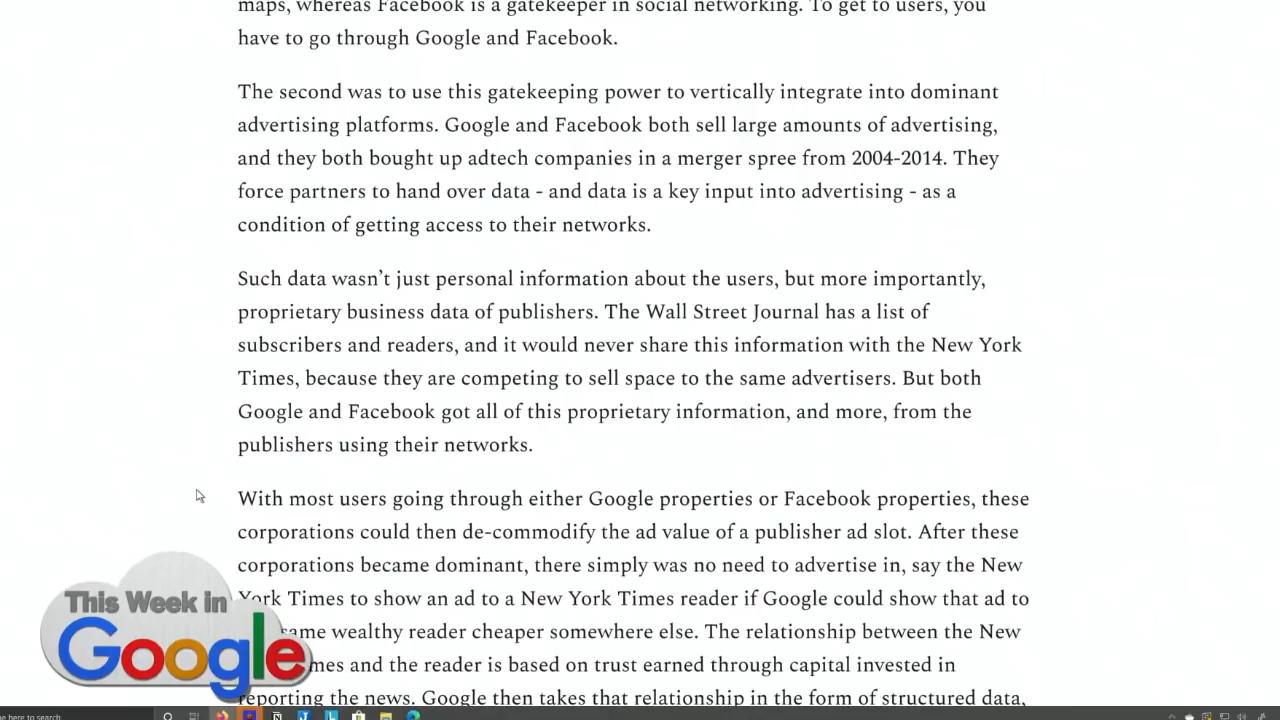 maps, whereas Facebook is a gatekeeper in social networking. To get to users, you
have to go through Google and Facebook.
The second was to use this gatekeeping power to vertically integrate into dominant
advertising platforms. Google and Facebook both sell large amounts of advertising,
and they both bought up adtech companies in a merger spree from 2004-2014. They
force partners to hand over data - and data is a key input into advertising - as a
condition of getting access to their networks.
Such data wasn’t just personal information about the users, but more importantly,
proprietary business data of publishers. The Wall Street Journal has a list of
subscribers and readers, and it would never share this information with the New York
Times, because they are competing to sell space to the same advertisers. But both
Google and Facebook got all of this proprietary information, and more, from the
publishers using their networks.
With most users going through either Google properties or Facebook properties, these
corporations could then de-commodify the ad value of a publisher ad slot. After these
corporations became dominant, there simply was no need to advertise in, say the New
York Times to show an ad to a New York Times reader if Google could show that ad to
same wealthy reader cheaper somewhere else. The relationship between the New
mes and the reader is based on trust earned through capital invested in
reporting the news. Google then takes that relationship in the form of structured data,
This Week in
Google
here to search